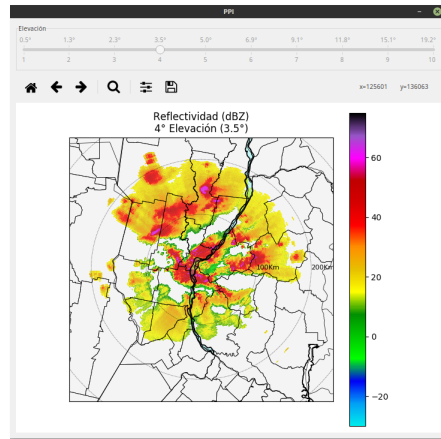 PPI
Elevación
0.5° 1.3° 2.5° 3.5° 5.0° 6.9° 9.1° 11.8° 15.1° 19.2°
1 2 3 4 5 6 7 8 9 10
x=125601 y=136063
Reflectividad (dBZ)
4° Elevación (3.5°)
60
40
20
0
−20
100Km 200Km